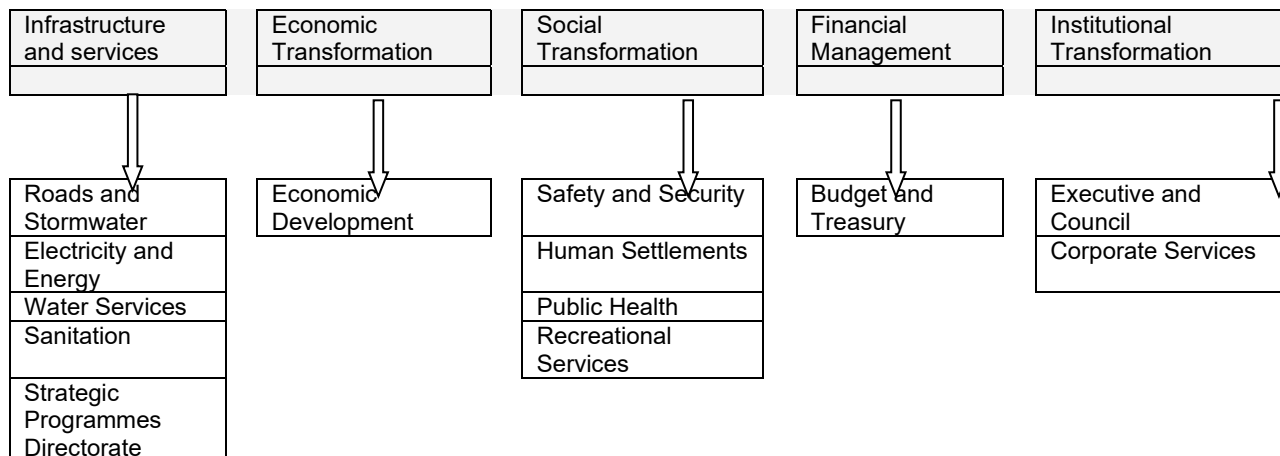 Infrastructure
and services
Economic
Transformation
Social
Transformation
Financial
Management
Institutional
Transformation
Roads and
Stormwater
Electricity and
Energy
Water Services
Sanitation
Strategic
Programmes
Directorate
Economic
Development
Safety and Security
Human Settlements
Public Health
Recreational
Services
Budget and
Treasury
Executive and
Council
Corporate Services